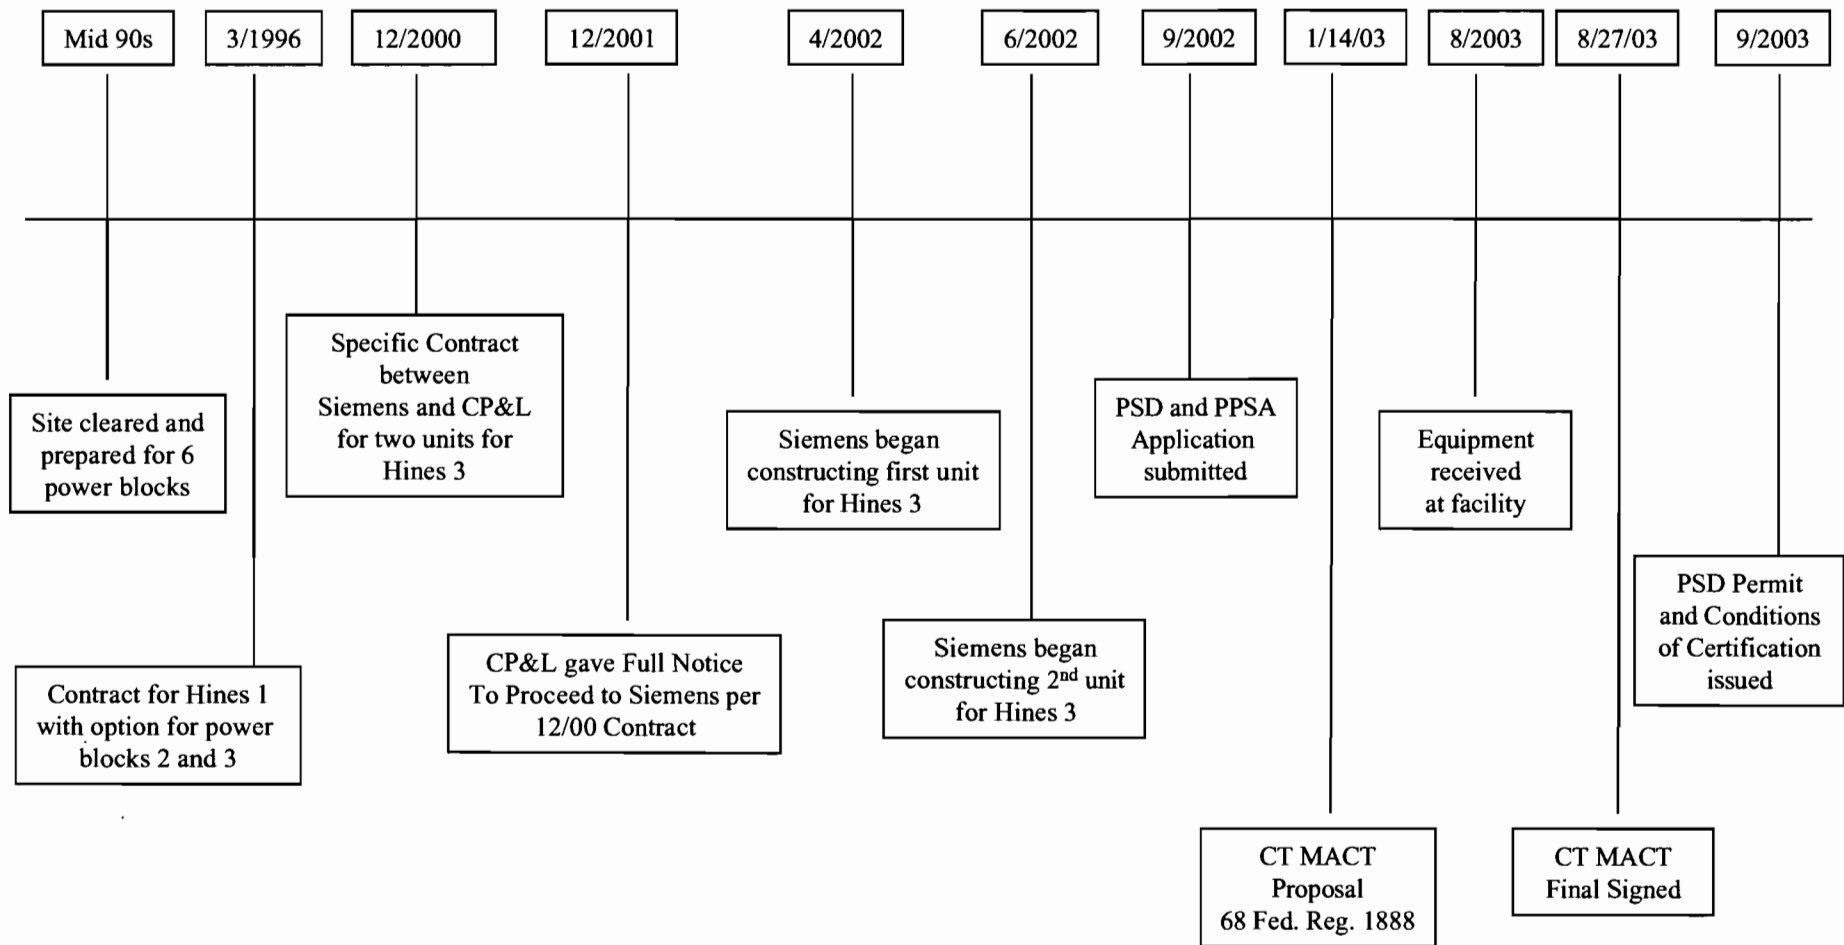 Mid 90s
3/1996
12/2000
12/2001
4/2002
6/2002
9/2002
1/14/03
8/2003
8/27/03
9/2003
Site cleared and
prepared for 6
power blocks
Contract for Hines 1
with option for power
blocks 2 and 3
Specific Contract
between
Siemens and CP&L
for two units for
Hines 3
CP&L gave Full Notice
To Proceed to Siemens per
12/00 Contract
Siemens began
constructing first unit
for Hines 3
Siemens began
constructing 2nd unit
for Hines 3
PSD and PPSA
Application
submitted
CT MACT
Proposal
68 Fed. Reg. 1888
Equipment
received
at facility
CT MACT
Final Signed
PSD Permit
and Conditions
of Certification
issued